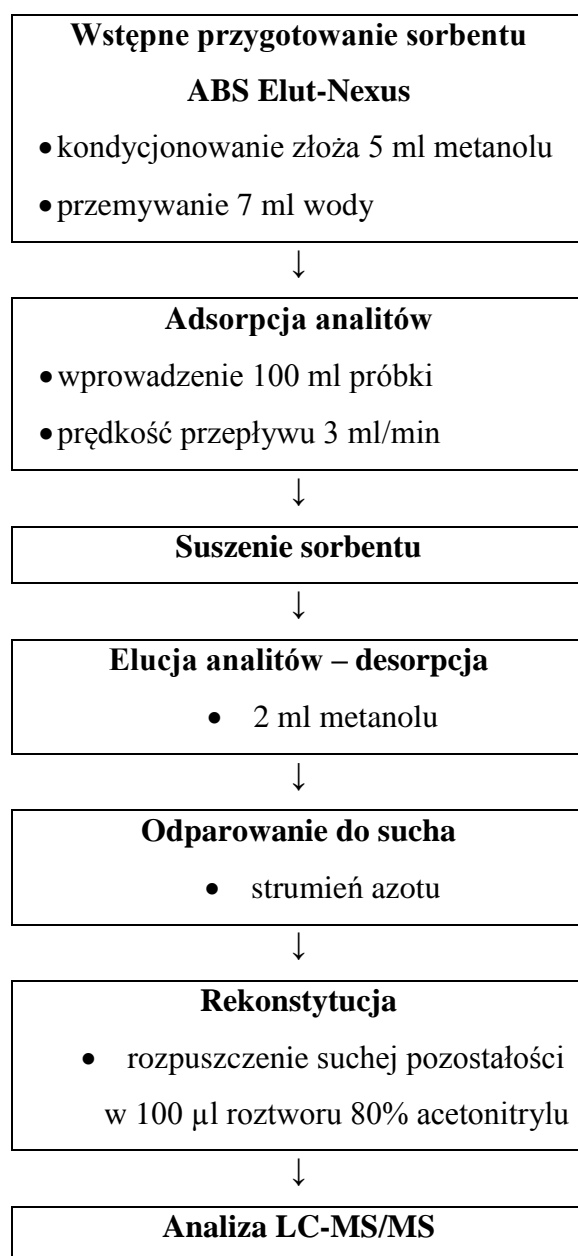 Wstępne przygotowanie sorbentu
ABS Elut-Nexus
• kondycjonowanie złoża 5 ml metanolu
• przemywanie 7 ml wody
↓
Adsorpcja analitów
• wprowadzenie 100 ml próbki
• prędkość przepływu 3 ml/min
↓
Suszenie sorbentu
↓
Elucja analitów – desorpcja
• 2 ml metanolu
↓
Odparowanie do sucha
• strumień azotu
↓
Rekonstytucja
• rozpuszczenie suchej pozostałości
w 100 µl roztworu 80% acetonitrylu
↓
Analiza LC-MS/MS